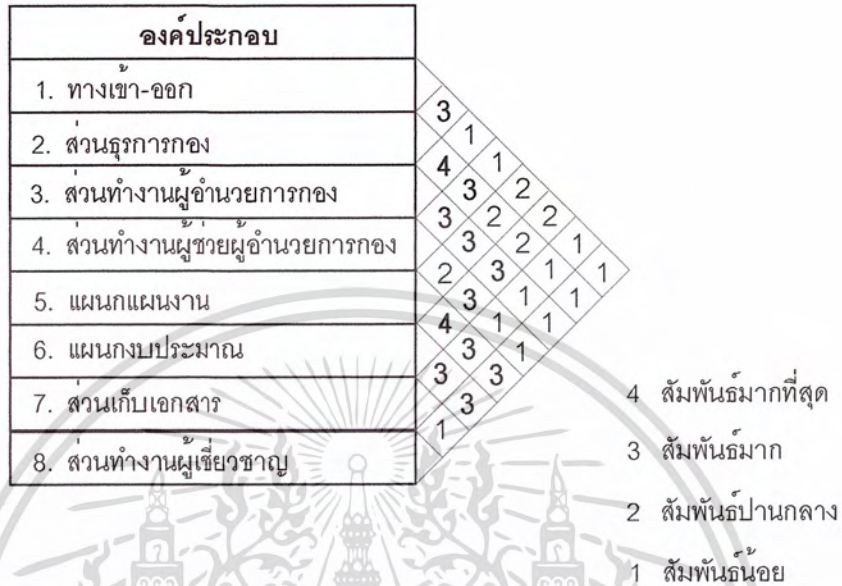 องค์ประกอบ
1. ทางเข้า-ออก
2. ส่วนธุรการกอง
3. ส่วนทำงานผู้อำนวยการกอง
4. ส่วนทำงานผู้ช่วยผู้อำนวยการกอง
5. แผนกแผนงาน
6. แผนกงบประมาณ
7. ส่วนเก็บเอกสาร
8. ส่วนทำงานผู้เชี่ยวชาญ
3
1
4 1
3 2
3 2 2
3 2 1
2 3 1 1
3 1 1
4 1 1
3 1
3 3
3
1
4 สัมพันธ์มากที่สุด
3 สัมพันธ์มาก
2 สัมพันธ์ปานกลาง
1 สัมพันธ์น้อย